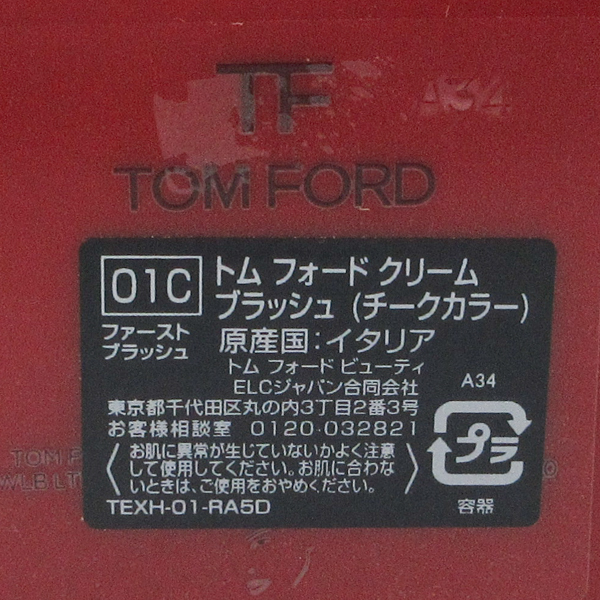 TF
A34
TOM FORD
01C
ファースト
ブラッシュ
トム フォード クリーム
ブラッシュ (チークカラー)
原産国：イタリア
トム フォード ビューティ
ELCジャパン合同会社
東京都千代田区丸の内3丁目2番3号
お客様相談室 0120-032821
お肌に異常が生じていないかよく注意
して使用してください。お肌に合わな
いときは、ご使用をおやめください。
TEXH-01-RA5D
A34
プラ
容器
TOM F
WLB LT